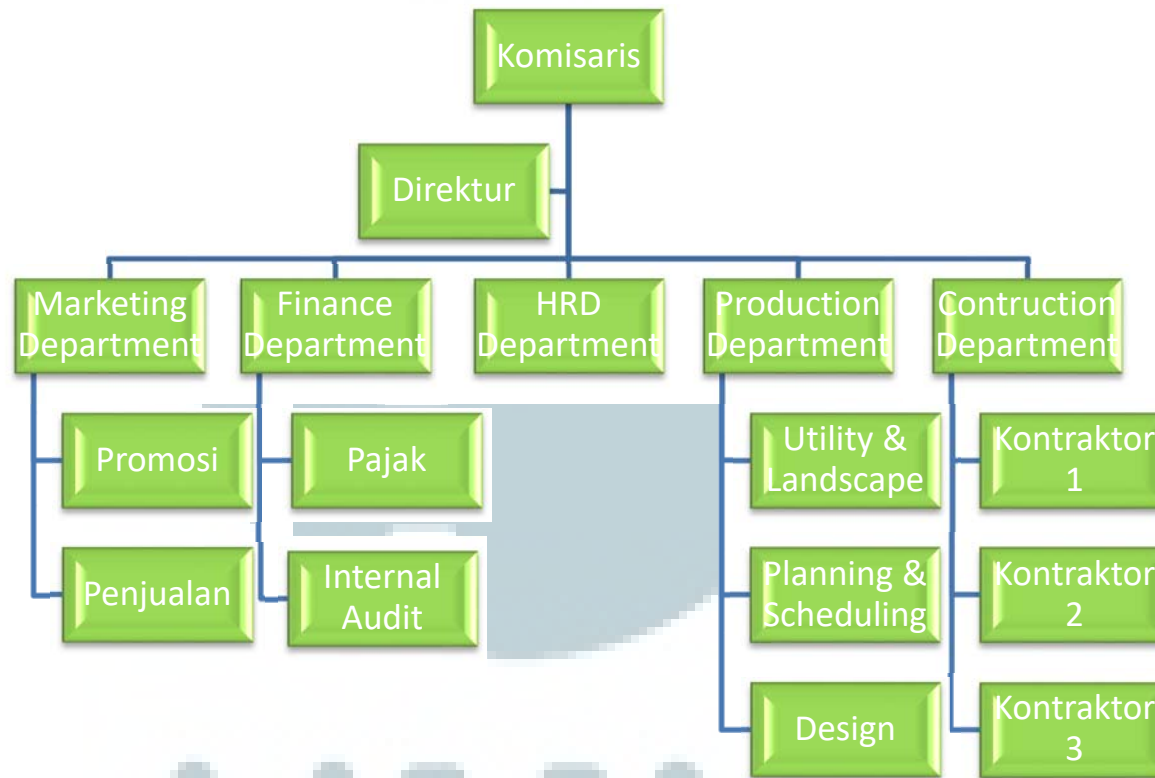 Komisaris
Direktur
Marketing
Department
Finance
Department
HRD
Department
Production
Department
Contruction
Department
Promosi
Pajak
Utility &
Landscape
Kontraktor
1
Penjualan
Internal
Audit
Planning &
Scheduling
Kontraktor
2
Design
Kontraktor
3